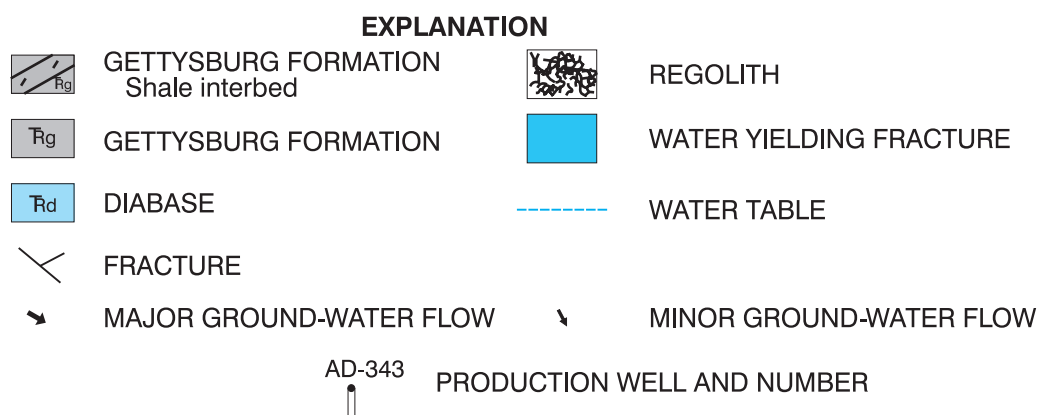 EXPLANATION
GETTYSBURG FORMATION
Shale interbed
Rg
REGOLITH
Rg
GETTYSBURG FORMATION
WATER YIELDING FRACTURE
Rd
DIABASE
WATER TABLE
FRACTURE
MAJOR GROUND-WATER FLOW
MINOR GROUND-WATER FLOW
AD-343
PRODUCTION WELL AND NUMBER